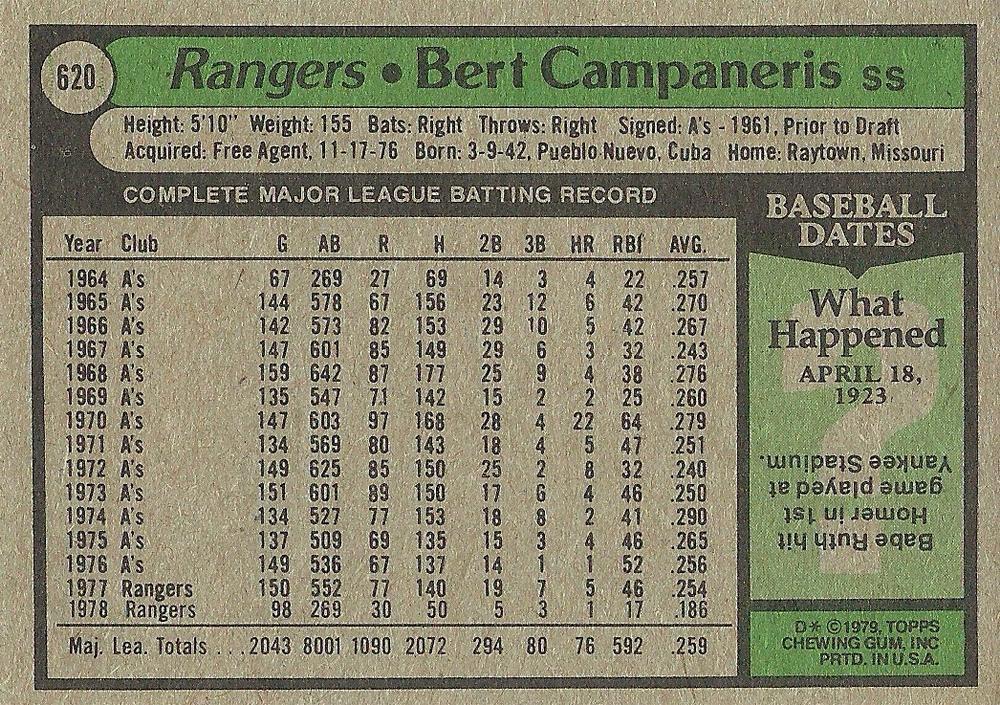 620
Rangers • Bert Campaneris SS
Height: 5'10" Weight: 155 Bats: Right Throws: Right Signed: A's - 1961, Prior to Draft
Acquired: Free Agent, 11-17-76 Born: 3-9-42, Pueblo Nuevo, Cuba Home: Raytown, Missouri
COMPLETE MAJOR LEAGUE BATTING RECORD
Year Club G AB R H 2B 3B HR RBI AVG.
1964 A's 67 269 27 69 14 3 4 22 .257
1965 A's 144 578 67 156 23 12 6 42 .270
1966 A's 142 573 82 153 29 10 5 42 .267
1967 A's 147 601 85 149 29 6 3 32 .243
1968 A's 159 642 87 177 25 9 4 38 .276
1969 A's 135 547 71 142 15 2 2 25 .260
1970 A's 147 603 97 168 28 4 22 64 .279
1971 A's 134 569 80 143 18 4 5 47 .251
1972 A's 149 625 85 150 25 2 8 32 .240
1973 A's 151 601 89 150 17 6 4 46 .250
1974 A's 134 527 77 153 18 8 2 41 .290
1975 A's 137 509 69 135 15 3 4 46 .265
1976 A's 149 536 67 137 14 1 1 52 .256
1977 Rangers 150 552 77 140 19 7 5 46 .254
1978 Rangers 98 269 30 50 5 3 1 17 .186
Maj. Lea. Totals ... 2043 8001 1090 2072 294 80 76 592 .259
BASEBALL
DATES
What
Happened
APRIL 18,
1923
Babe Ruth hit
Homer in 1st
game played at
Yankee Stadium.
D* ©1979, TOPPS
CHEWING GUM, INC
PRTD. IN U.S.A.